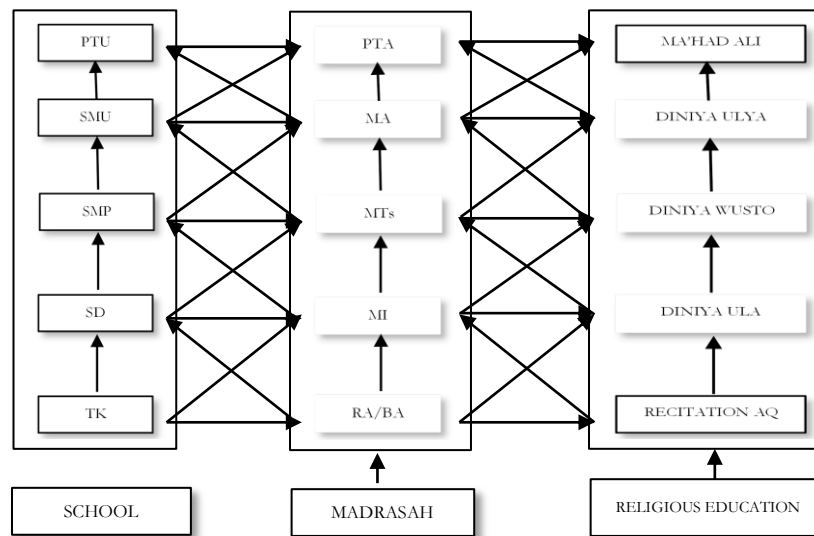 PTU
PTA
MA'HAD ALI
SMU
MA
DINIYA ULYA
SMP
MTs
DINIYA WUSTO
SD
MI
DINIYA ULA
TK
RA/BA
RECITATION AQ
SCHOOL
MADRASAH
RELIGIOUS EDUCATION